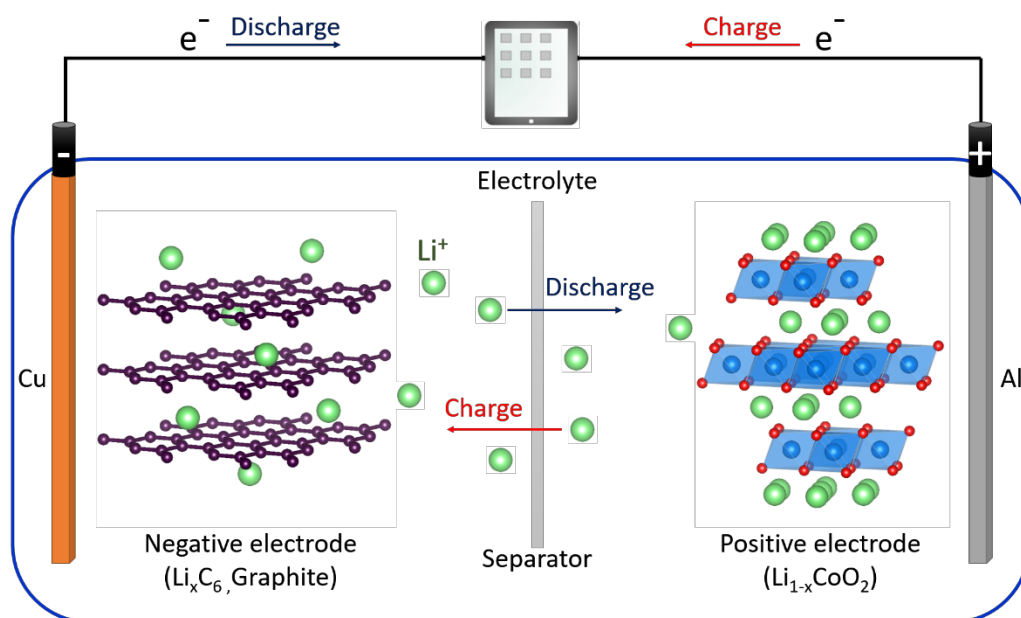 e⁻ Discharge
Charge e⁻
-
+
Electrolyte
Li⁺
Discharge
Cu
Al
Charge
Negative electrode
(LiₓC₆,Graphite)
Separator
Positive electrode
(Li₁₋ₓCoO₂)